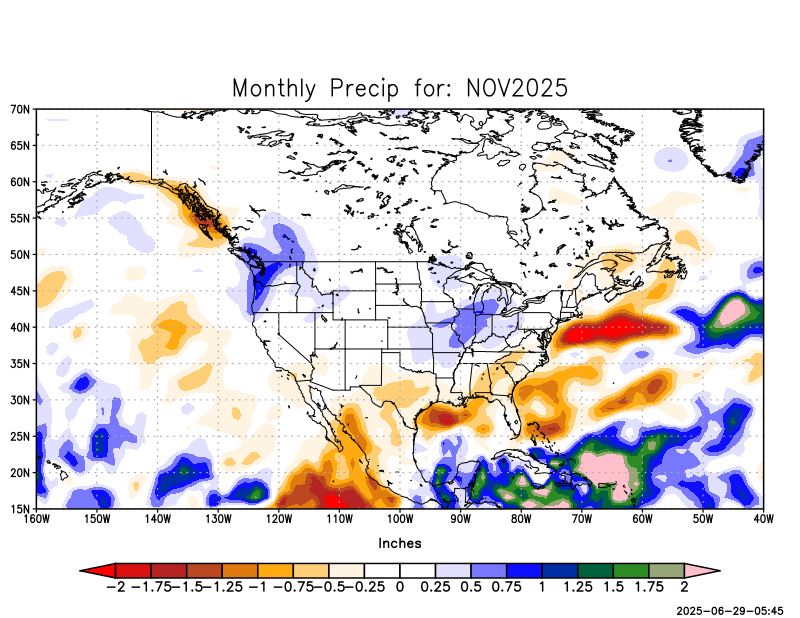 Monthly Precip for: NOV2025
70N
65N
60N
55N
50N
45N
40N
35N
30N
25N
20N
15N
160W 150W 140W 130W 120W 110W 100W 90W 80W 70W 60W 50W 40W
Inches
−2 −1.75 −1.5 −1.25 −1 −0.75 −0.5 −0.25 0 0.25 0.5 0.75 1 1.25 1.5 1.75 2
2025-06-29-05:45